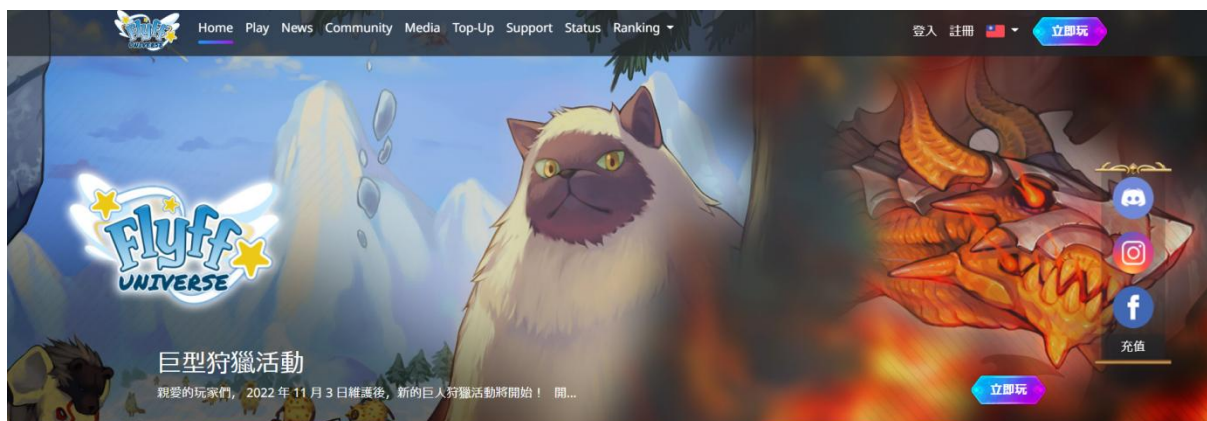 Flyff
UNIVERSE
Home Play News Community Media Top-Up Support Status Ranking
登入 註冊 立即玩
Flyff
UNIVERSE
巨型狩獵活動
親愛的玩家們，2022 年 11 月 3 日維護後，新的巨人狩獵活動將開始！ 開...
充值
立即玩